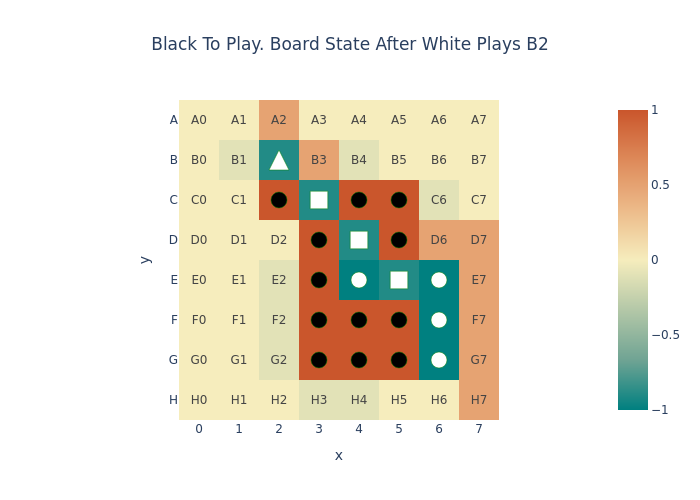 Black To Play. Board State After White Plays B2
A A0 A1 A2 A3 A4 A5 A6 A7
B B0 B1 B3 B4 B5 B6 B7
C C0 C1 C6 C7
D D0 D1 D2 D6 D7
E E0 E1 E2 E7
F F0 F1 F2 F7
G G0 G1 G2 G7
H H0 H1 H2 H3 H4 H5 H6 H7
0 1 2 3 4 5 6 7
x
y
1
0.5
0
−0.5
−1